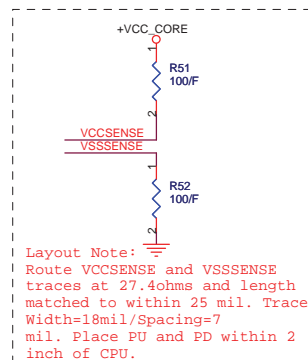 +VCC_CORE
1
R51
100/F
2
VCCSENSE
VSSSENSE
1
R52
100/F
2
Layout Note:
Route VCCSENSE and VSSSENSE
traces at 27.4ohms and length
matched to within 25 mil. Trace
Width=18mil/Spacing=7
mil. Place PU and PD within 2
inch of CPU.